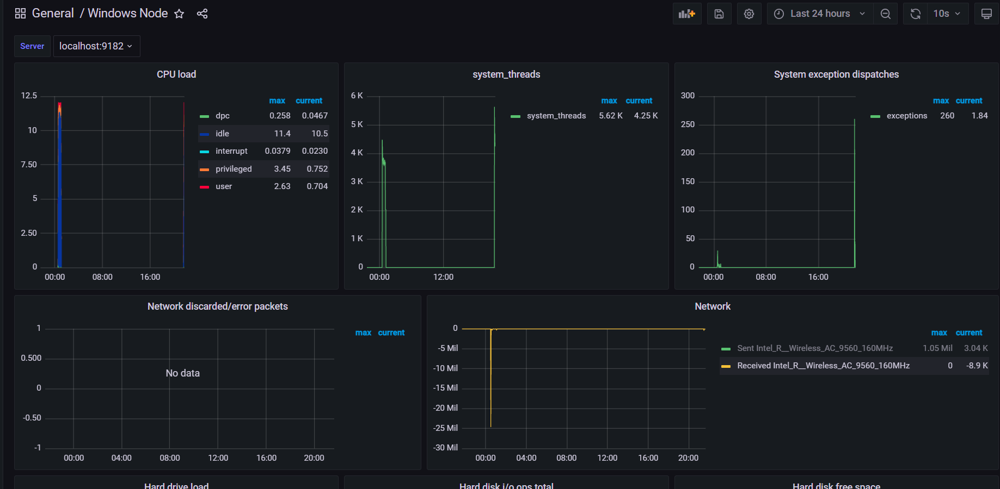 General / Windows Node
Last 24 hours
10s
Server
localhost:9182
CPU load
12.5
10
7.50
5
2.50
0
00:00 08:00 16:00
max current
dpc 0.258 0.0467
idle 11.4 10.5
interrupt 0.0379 0.0230
privileged 3.45 0.752
user 2.63 0.704
system_threads
6 K
5 K
4 K
3 K
2 K
1 K
0
00:00 12:00
max current
system_threads 5.62 K 4.25 K
System exception dispatches
300
250
200
150
100
50
0
00:00 08:00 16:00
max current
exceptions 260 1.84
Network discarded/error packets
1
0.500
0
-0.50
-1
No data
00:00 04:00 08:00 12:00 16:00 20:00
max current
Network
0
-5 Mil
-10 Mil
-15 Mil
-20 Mil
-25 Mil
-30 Mil
00:00 04:00 08:00 12:00 16:00 20:00
max current
Sent Intel_R__Wireless_AC_9560_160MHz 1.05 Mil 3.04 K
Received Intel_R__Wireless_AC_9560_160MHz 0 -8.9 K
Hard drive load
Hard disk i/o ops total
Hard disk free space